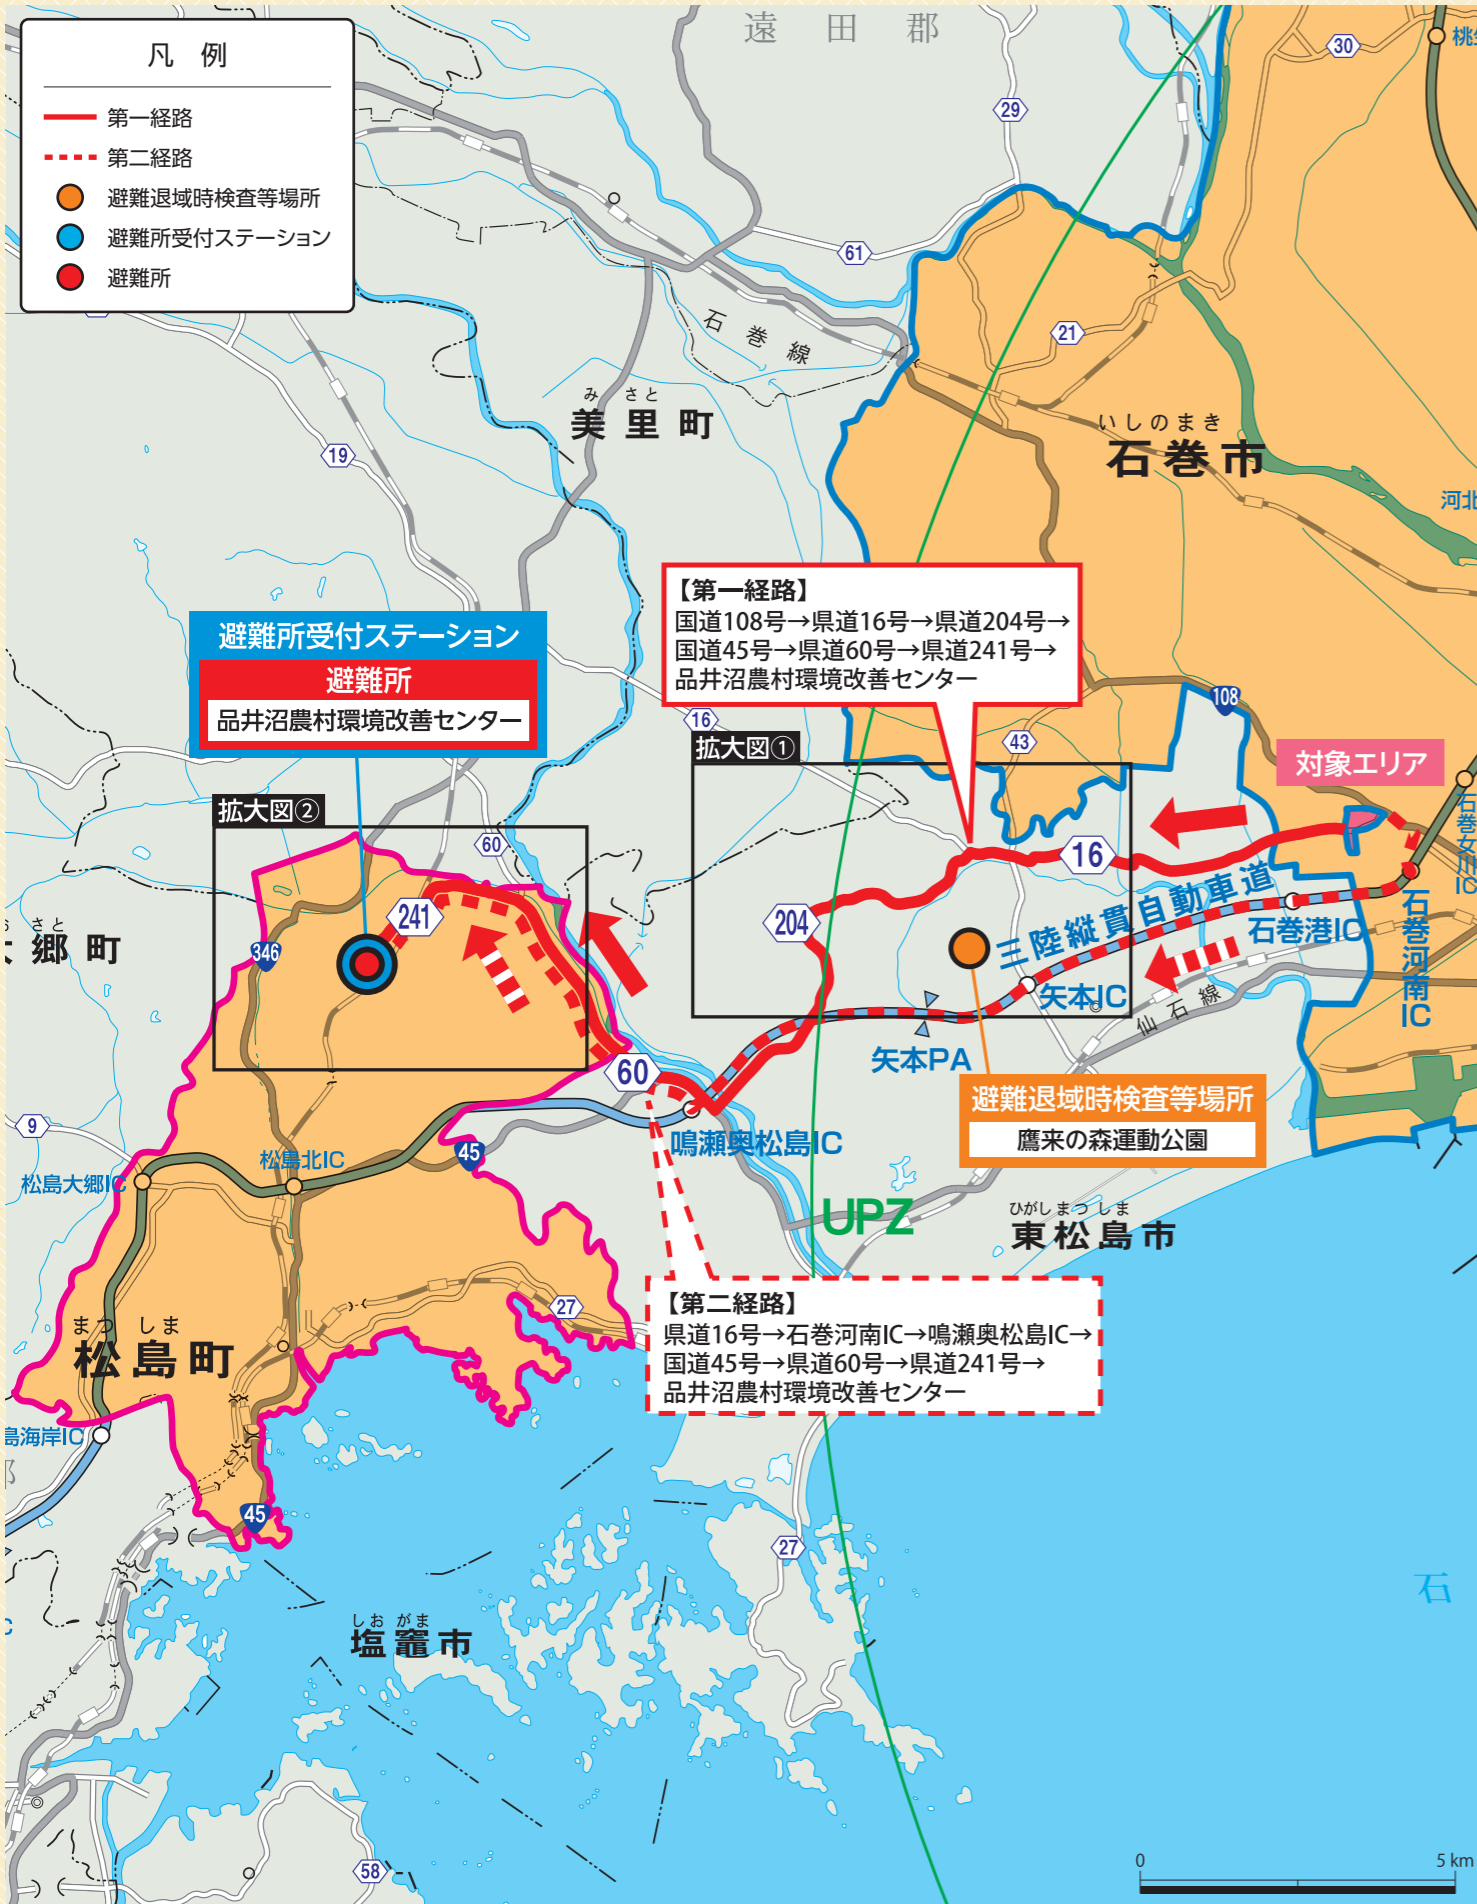 凡 例
第一経路
第二経路
避難退域時検査等場所
避難所受付ステーション
避難所
遠 田 郡
30
29
61
石 巻 線
21
み さと
美 里 町
いしのまき
石 巻 市
19
河北
【第一経路】
国道108号→県道16号→県道204号→
国道45号→県道60号→県道241号→
品井沼農村環境改善センター
避難所受付ステーション
避難所
品井沼農村環境改善センター
16
拡大図①
43
108
対象エリア
拡大図②
60
16
石巻女川IC
241
204
三陸縦貫自動車道
石巻港IC
石巻河南IC
さと
郷 町
346
矢本IC
仙 石 線
矢本PA
60
避難退域時検査等場所
鷹来の森運動公園
9
45
鳴瀬奥松島IC
松島北IC
松島大郷IC
UPZ
ひがしまつ しま
東 松 島 市
27
【第二経路】
県道16号→石巻河南IC→鳴瀬奥松島IC→
国道45号→県道60号→県道241号→
品井沼農村環境改善センター
まつ しま
松 島 町
島海岸IC
45
27
石
しお がま
塩 竈 市
58
0
5 km